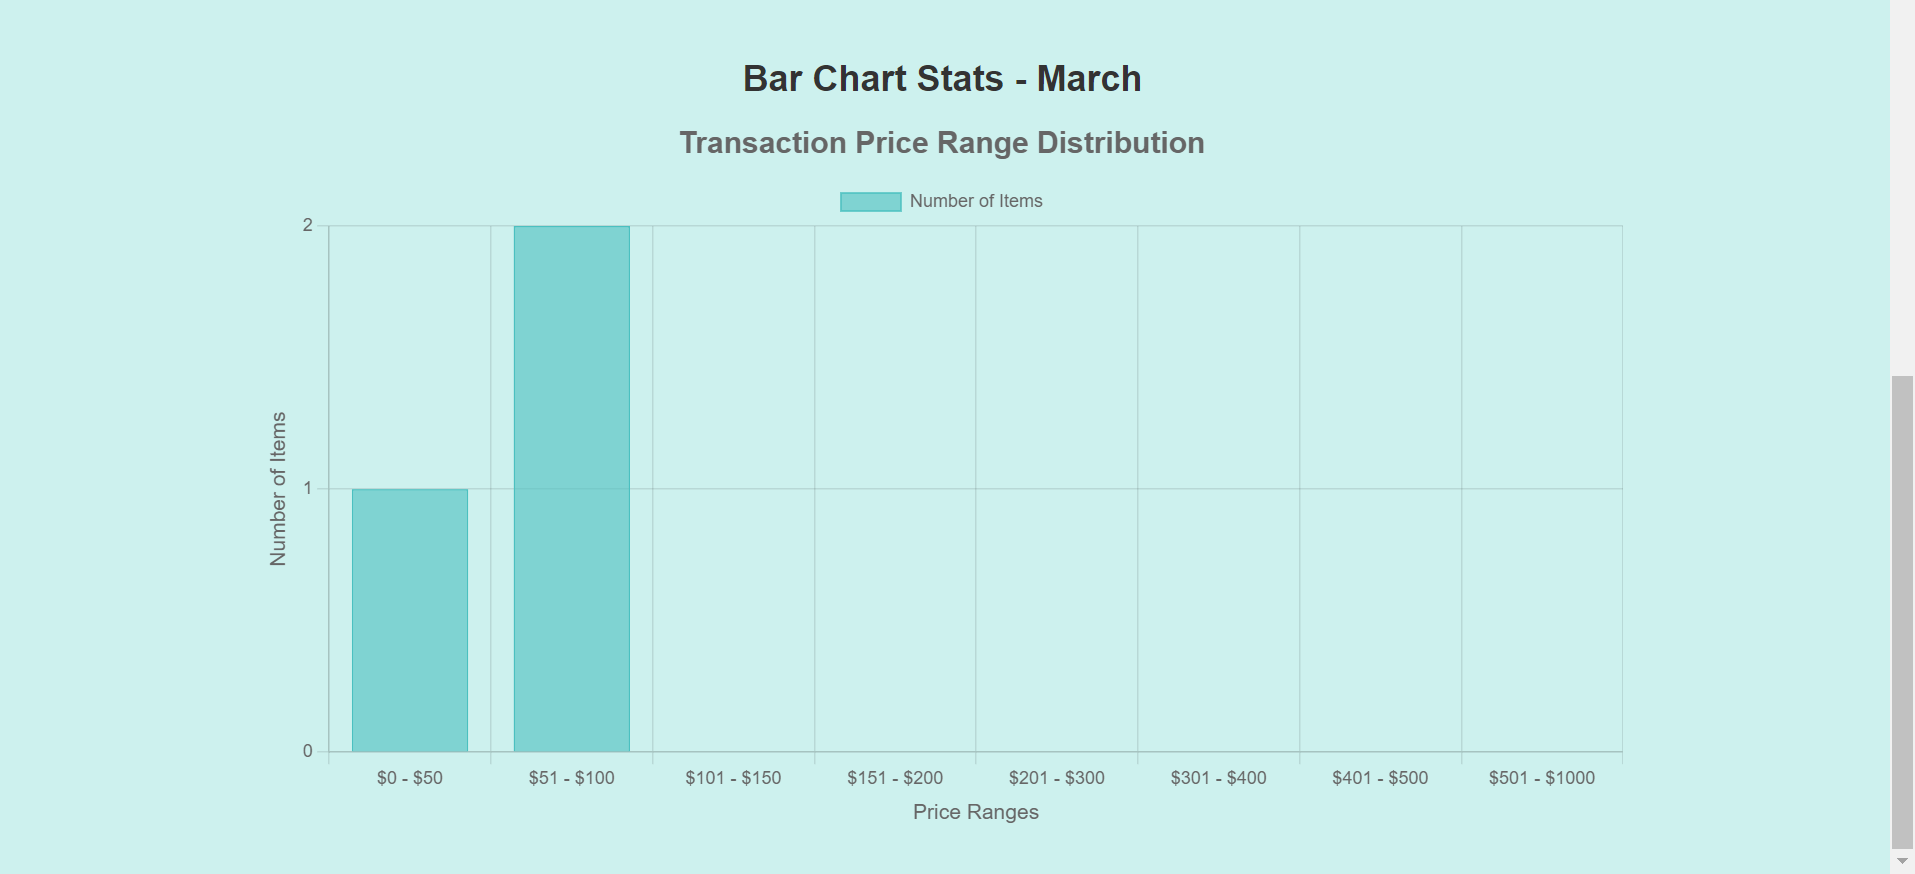 Bar Chart Stats - March
Transaction Price Range Distribution
Number of Items
2
1
0
Number of Items
$0 - $50
$51 - $100
$101 - $150
$151 - $200
$201 - $300
$301 - $400
$401 - $500
$501 - $1000
Price Ranges